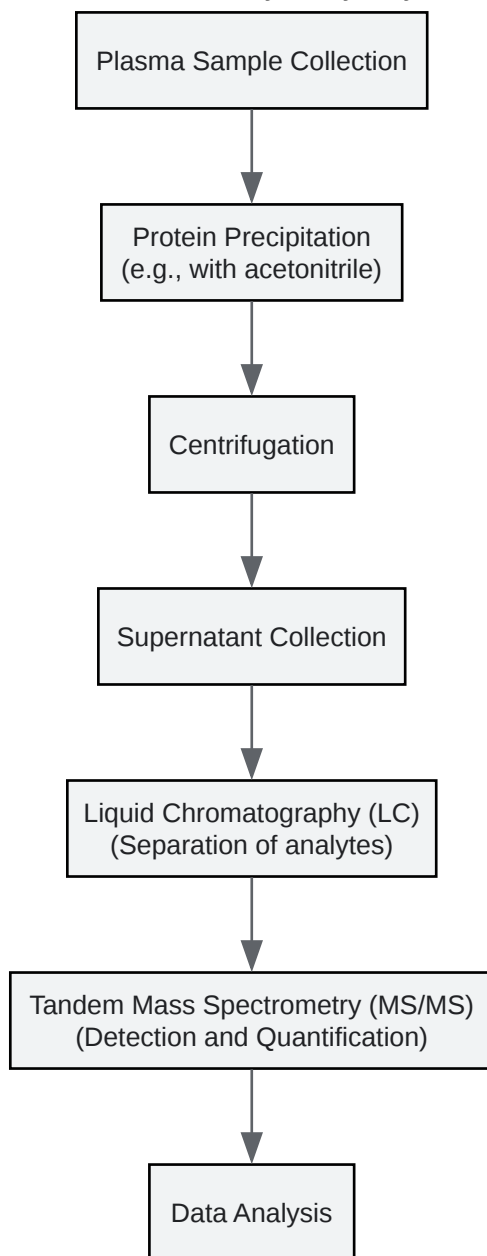 Plasma Sample Collection
Protein Precipitation
(e.g., with acetonitrile)
Centrifugation
Supernatant Collection
Liquid Chromatography (LC)
(Separation of analytes)
Tandem Mass Spectrometry (MS/MS)
(Detection and Quantification)
Data Analysis